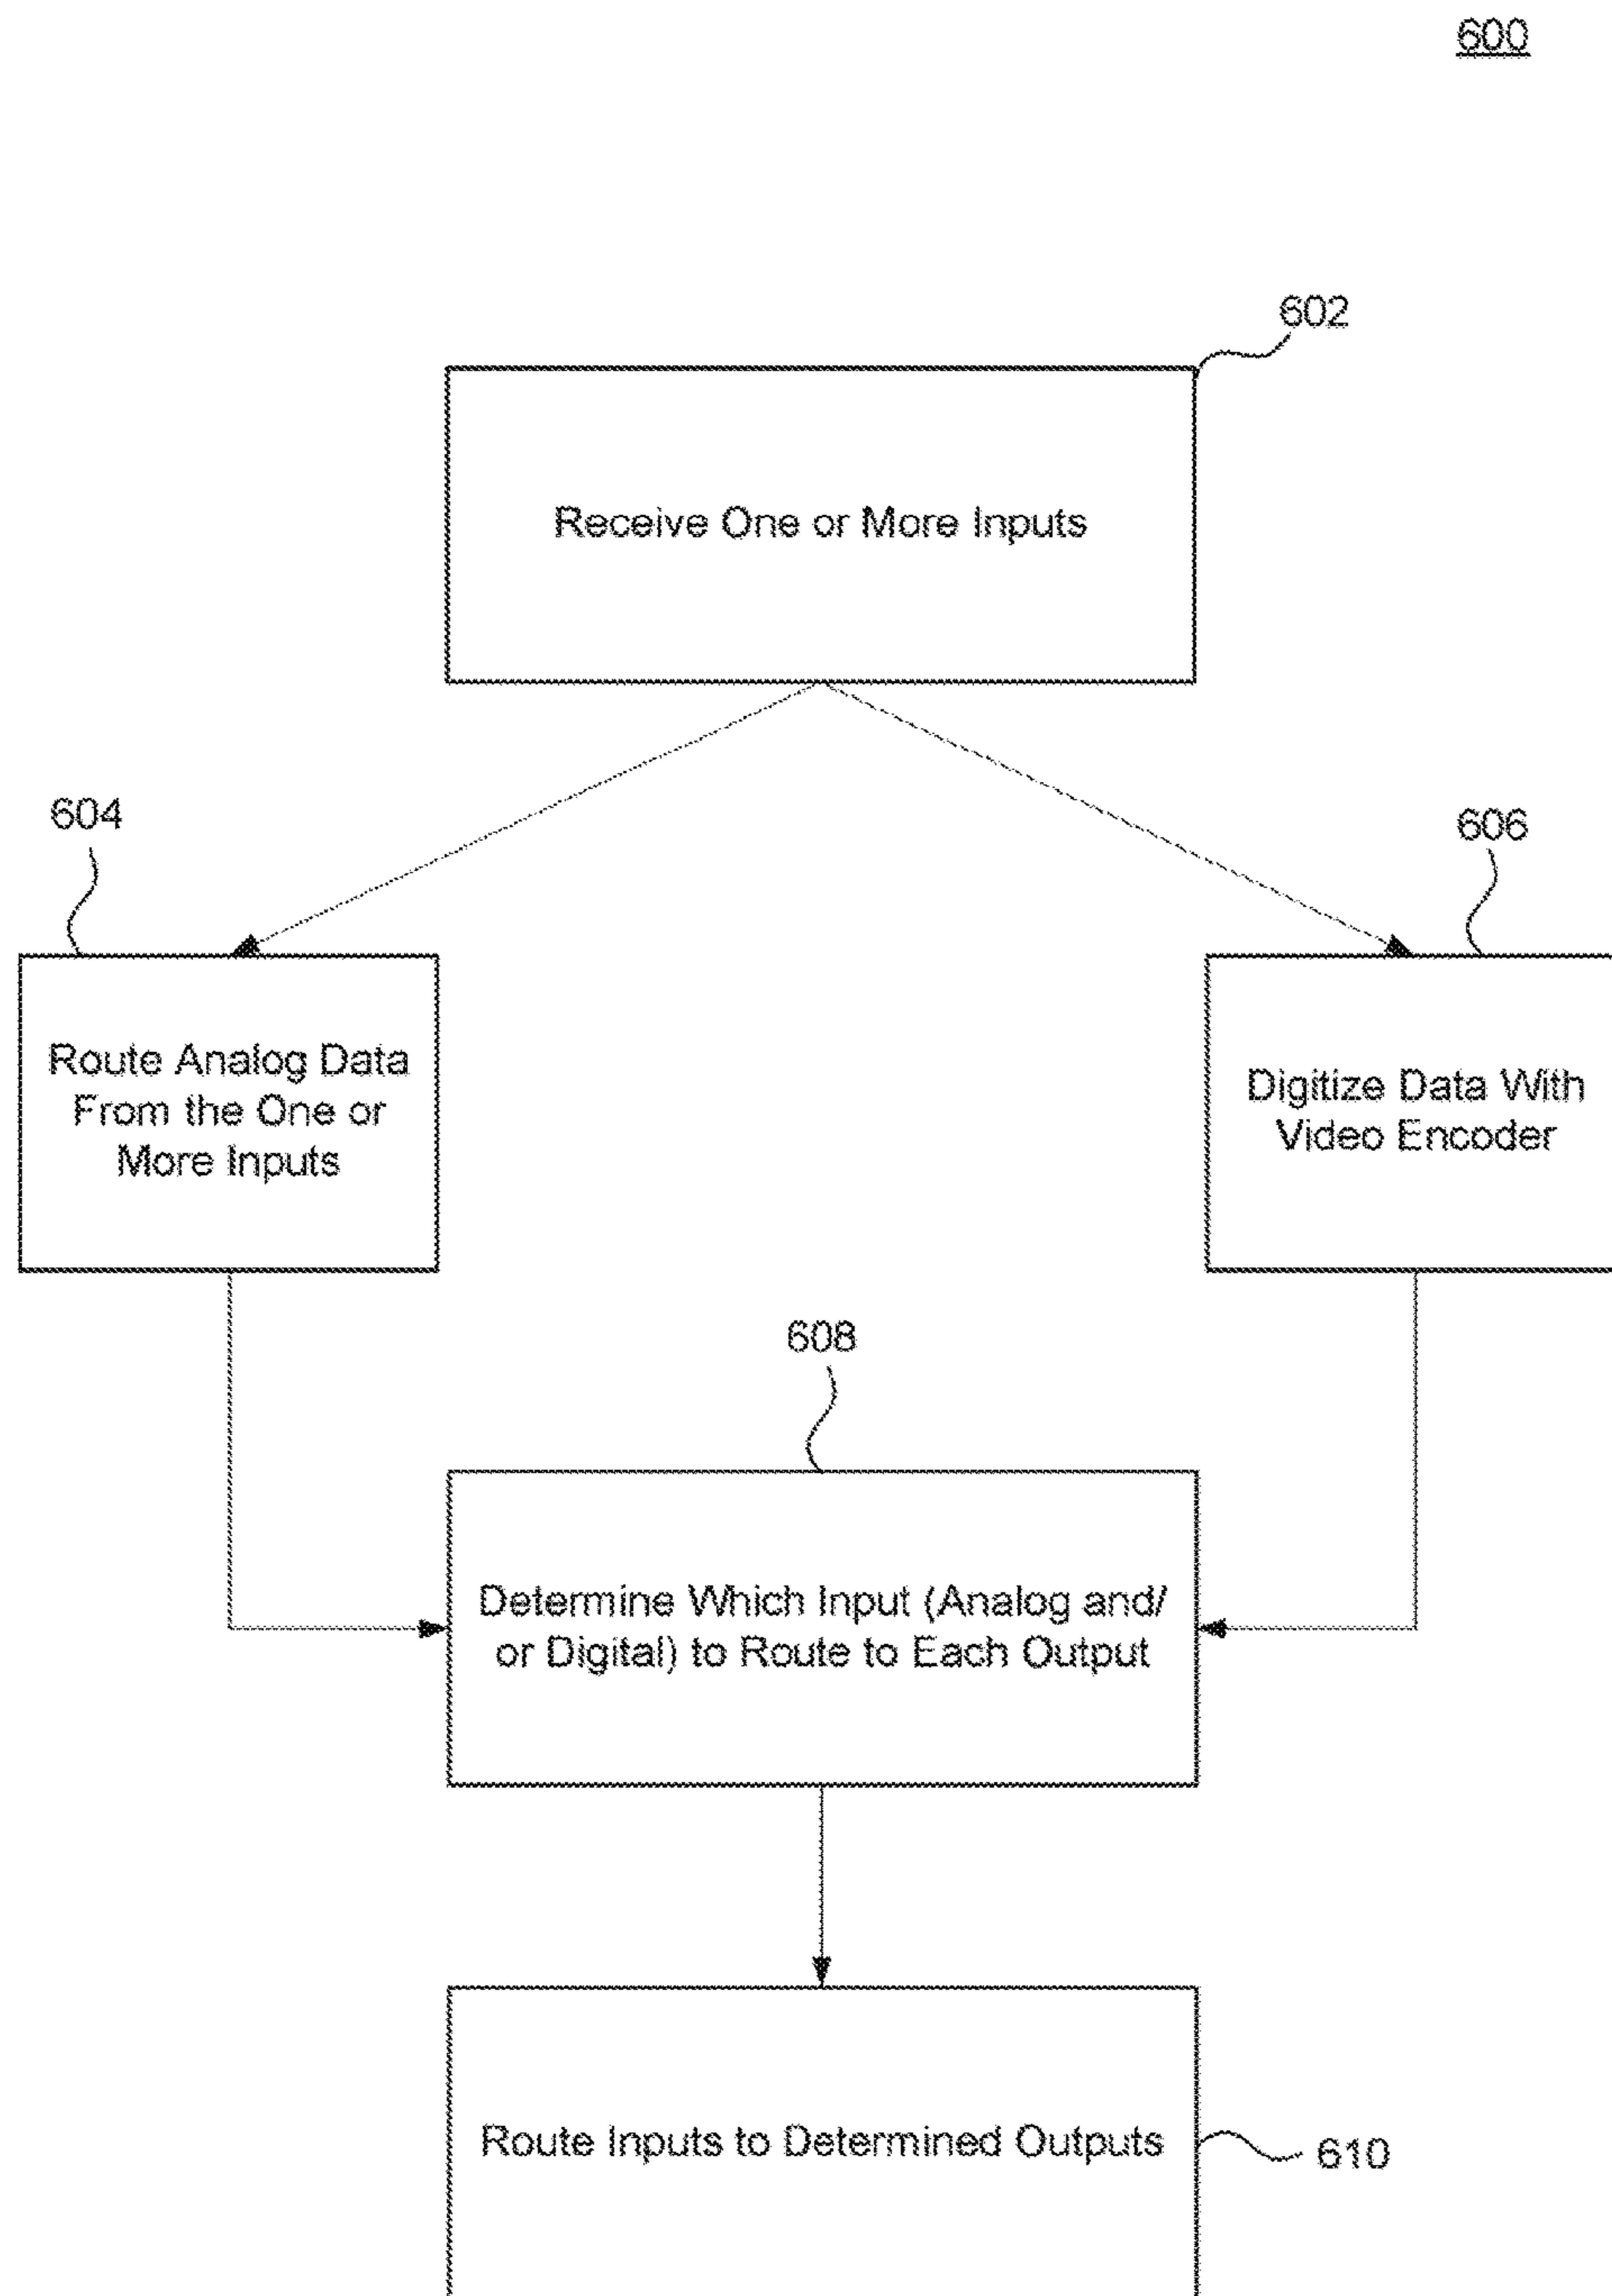 600
602
Receive One or More Inputs
604
606
Route Analog Data
From the One or
More Inputs
Digitize Data With
Video Encoder
608
Determine Which Input (Analog and/
or Digital) to Route to Each Output
Route Inputs to Determined Outputs
610